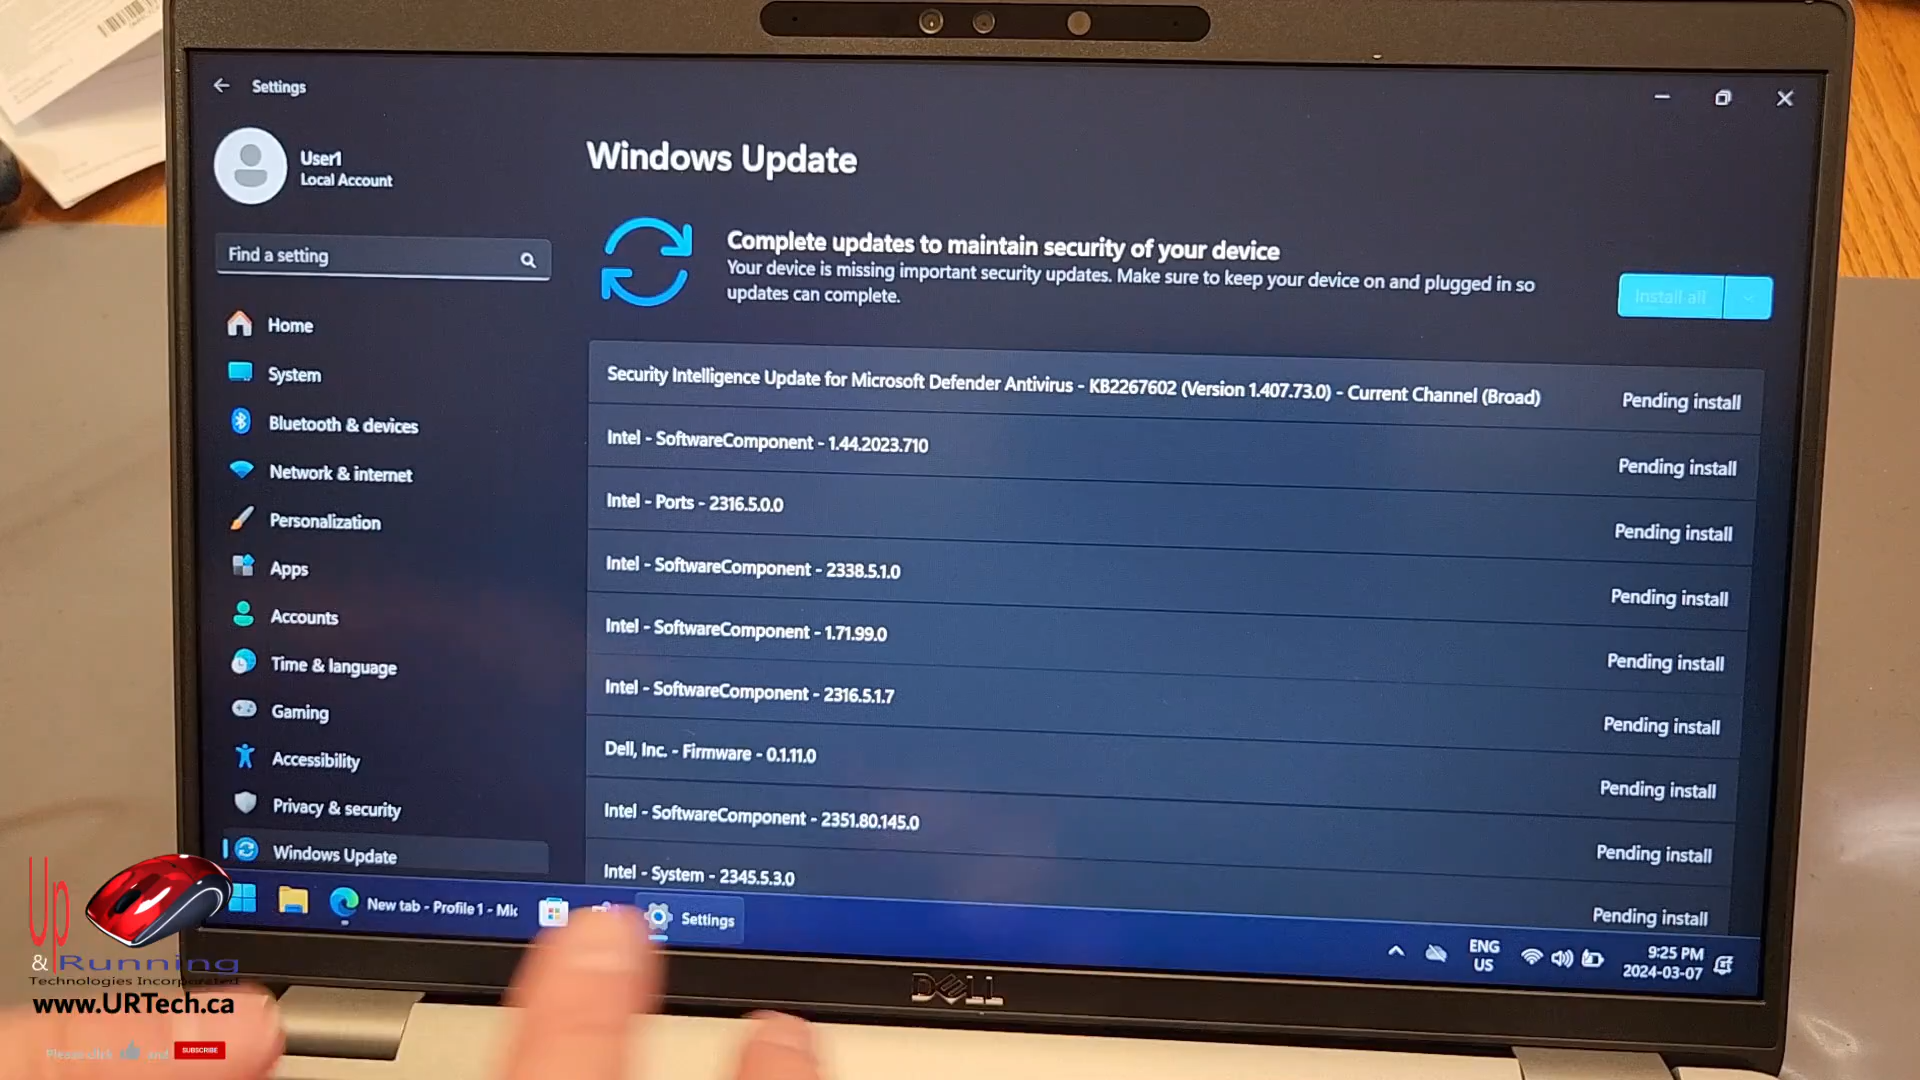 Settings
User1
Local Account
Find a setting
Home
System
Bluetooth & devices
Network & internet
Personalization
Apps
Accounts
Time & language
Gaming
Accessibility
Privacy & security
Windows Update
Windows Update
Complete updates to maintain security of your device
Your device is missing important security updates. Make sure to keep your device on and plugged in so
updates can complete.
Install all
Security Intelligence Update for Microsoft Defender Antivirus - KB2267602 (Version 1.407.73.0) - Current Channel (Broad)
Pending install
Intel - SoftwareComponent - 1.44.2023.710
Pending install
Intel - Ports - 2316.5.0.0
Pending install
Intel - SoftwareComponent - 2338.5.1.0
Pending install
Intel - SoftwareComponent - 1.71.99.0
Pending install
Intel - SoftwareComponent - 2316.5.1.7
Pending install
Dell, Inc. - Firmware - 0.1.11.0
Pending install
Intel - SoftwareComponent - 2351.80.145.0
Pending install
Intel - System - 2345.5.3.0
Pending install
New tab - Profile 1 - Mic
Settings
ENG
US
9:25 PM
2024-03-07
DELL
Up
& Running
Technologies Incorporated
www.URTech.ca
Please click and SUBSCRIBE